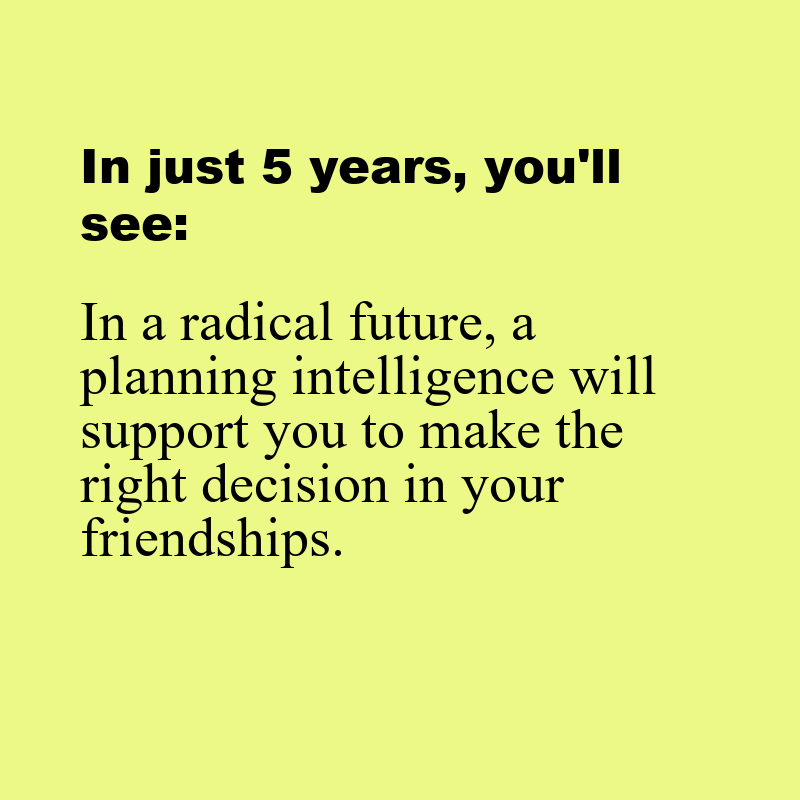 In just 5 years, you'll
see:
In a radical future, a
planning intelligence will
support you to make the
right decision in your
friendships.